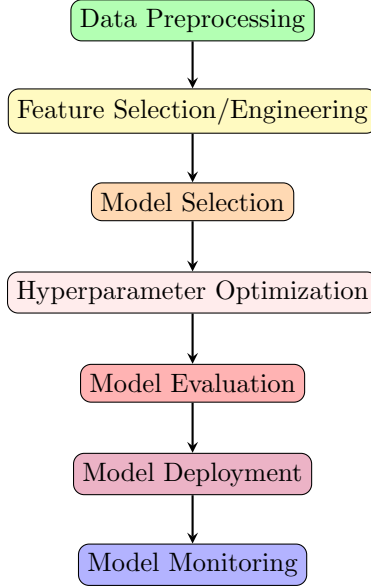 Data Preprocessing
Feature Selection/Engineering
Model Selection
Hyperparameter Optimization
Model Evaluation
Model Deployment
Model Monitoring